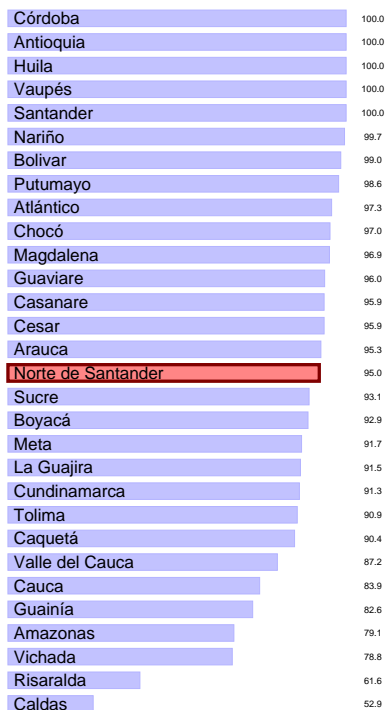 Córdoba 100.0
Antioquia 100.0
Huila 100.0
Vaupés 100.0
Santander 100.0
Nariño 99.7
Bolivar 99.0
Putumayo 98.6
Atlántico 97.3
Chocó 97.0
Magdalena 96.9
Guaviare 96.0
Casanare 95.9
Cesar 95.9
Arauca 95.3
Norte de Santander 95.0
Sucre 93.1
Boyacá 92.9
Meta 91.7
La Guajira 91.5
Cundinamarca 91.3
Tolima 90.9
Caquetá 90.4
Valle del Cauca 87.2
Cauca 83.9
Guainía 82.6
Amazonas 79.1
Vichada 78.8
Risaralda 61.6
Caldas 52.9